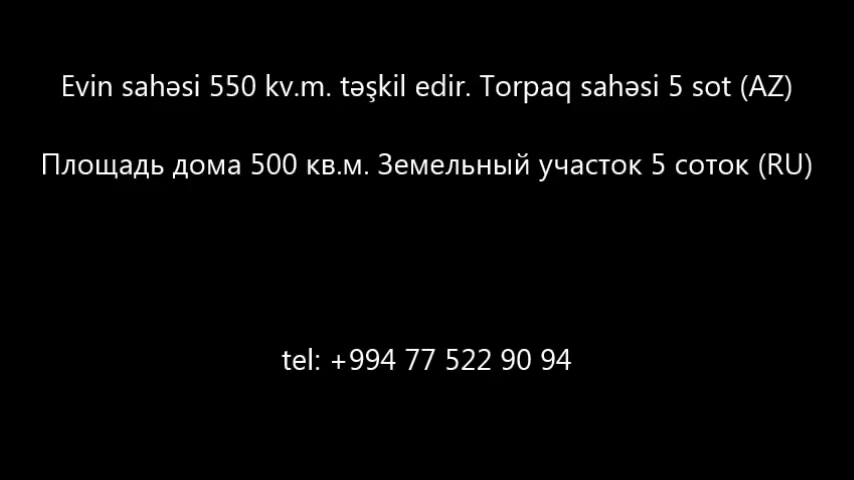 Evin sahəsi 550 kv.m. təşkil edir. Torpaq sahəsi 5 sot (AZ)
Площадь дома 500 кв.м. Земельный участок 5 соток (RU)
tel: +994 77 522 90 94